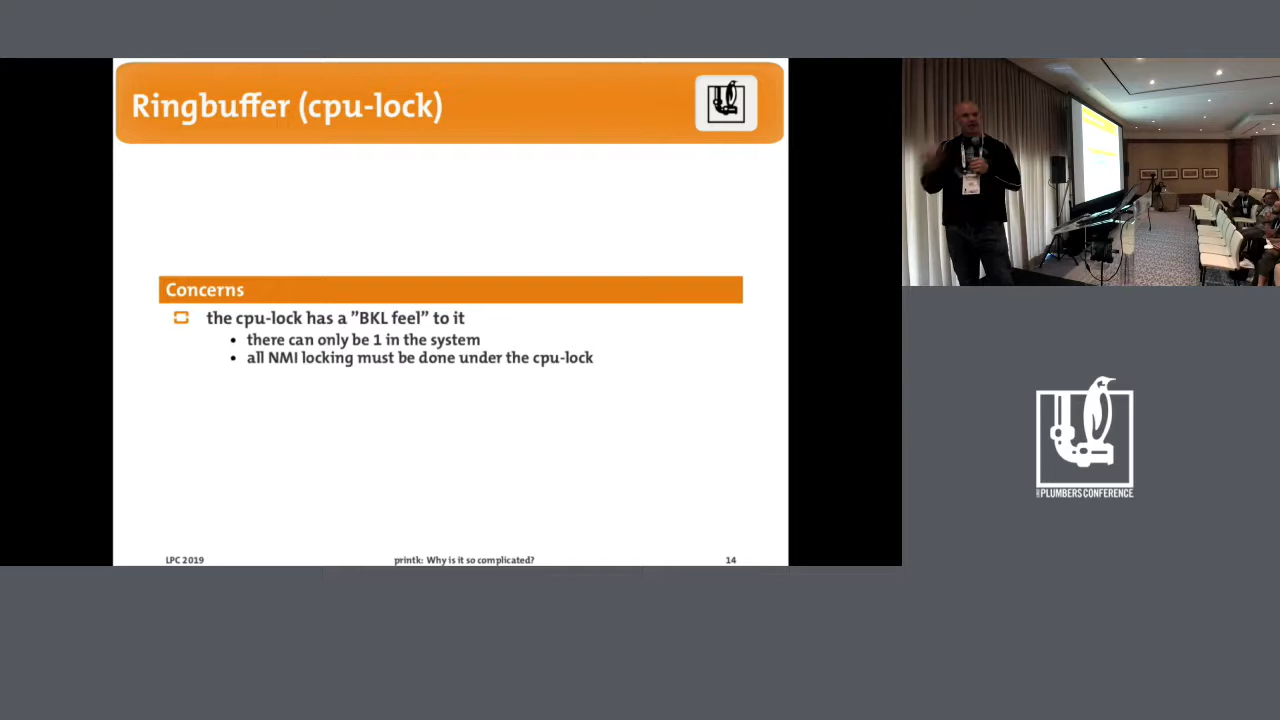 Ringbuffer (cpu-lock)
Concerns
the cpu-lock has a ”BKL feel” to it
• there can only be 1 in the system
• all NMI locking must be done under the cpu-lock
LPC 2019
printk: Why is it so complicated?
14
PLUMBERS CONFERENCE